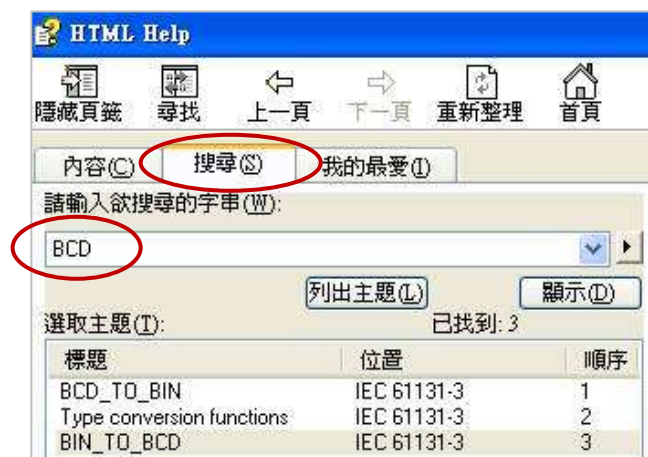 HTML Help
隱藏頁籤 尋找 上一頁 下一頁 重新整理 首頁
內容(C) 搜尋(S) 我的最愛(I)
請輸入欲搜尋的字串(W):
BCD
列出主題(L) 顯示(D)
選取主題(T): 已找到: 3
標題 位置 順序
BCD_TO_BIN IEC 61131-3 1
Type conversion functions IEC 61131-3 2
BIN_TO_BCD IEC 61131-3 3